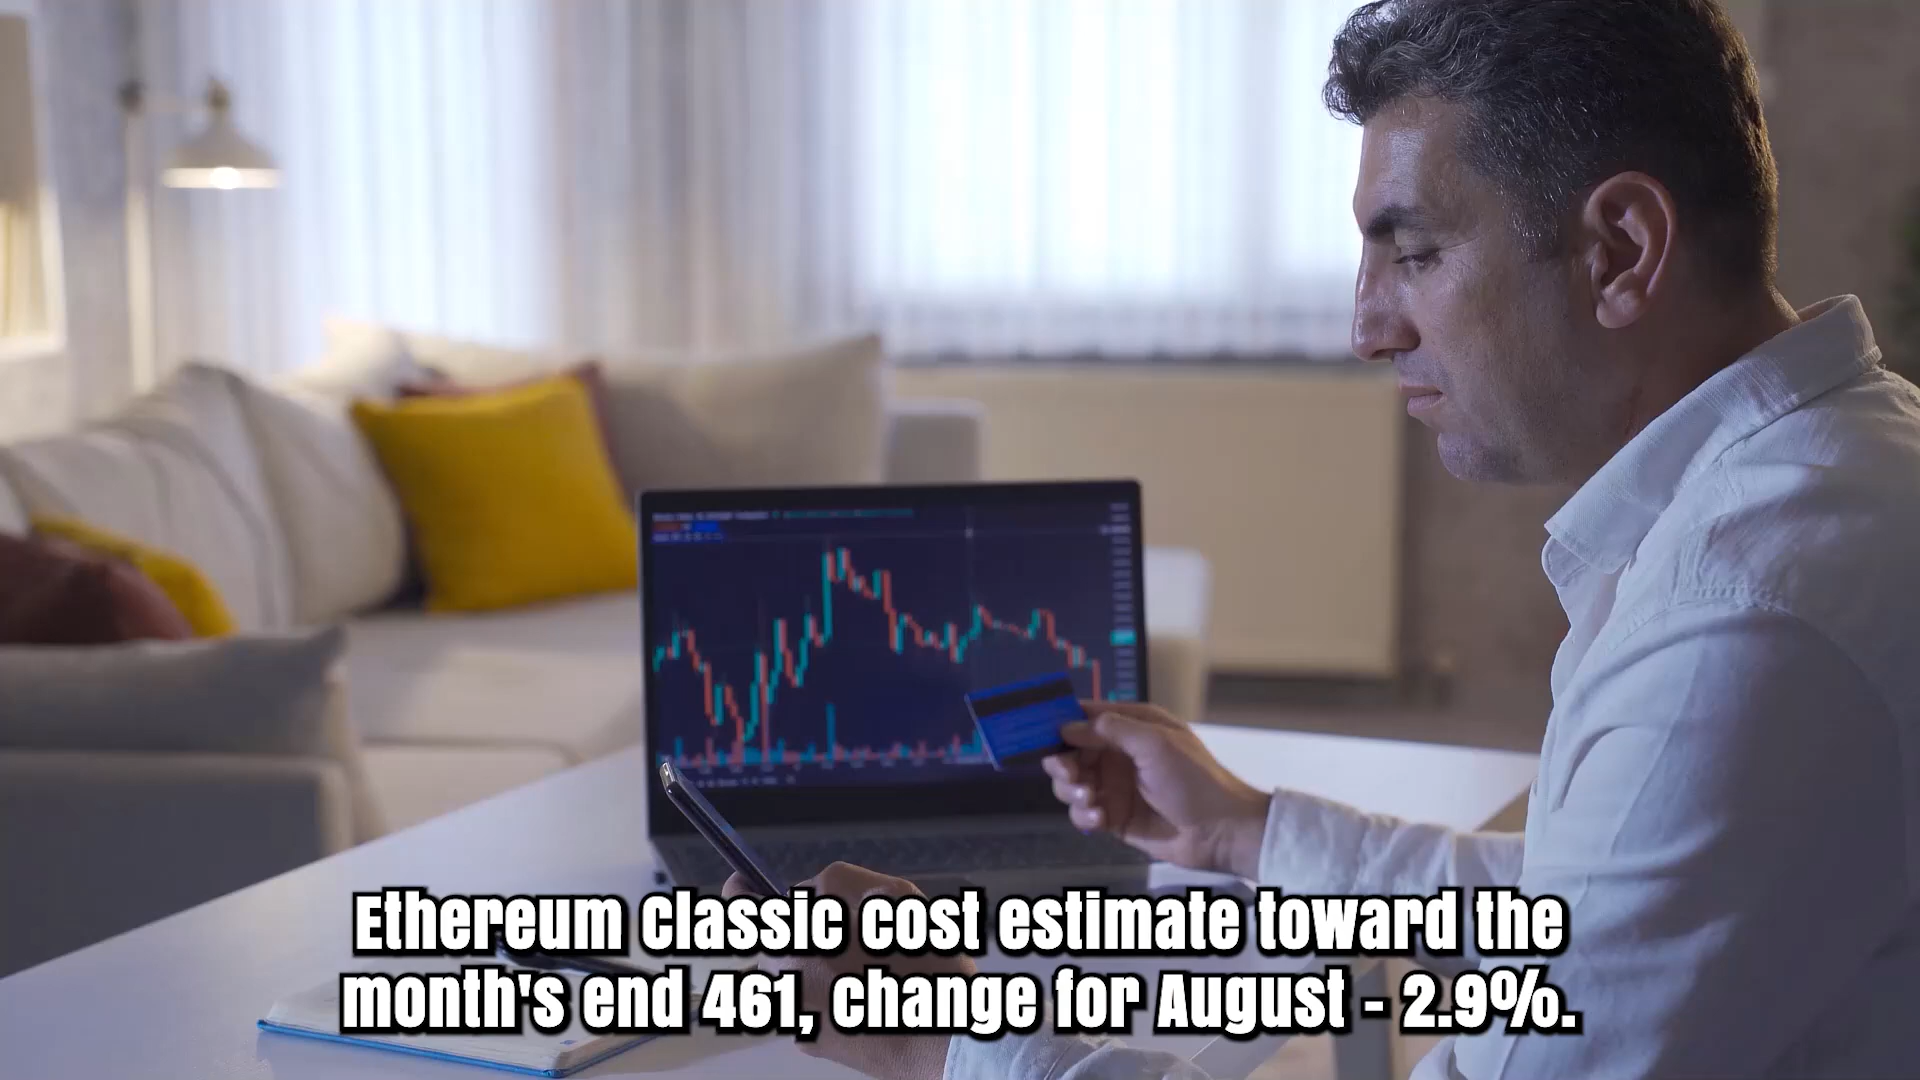 Ethereum Classic cost estimate toward the
month's end 461, change for August - 2.9%.